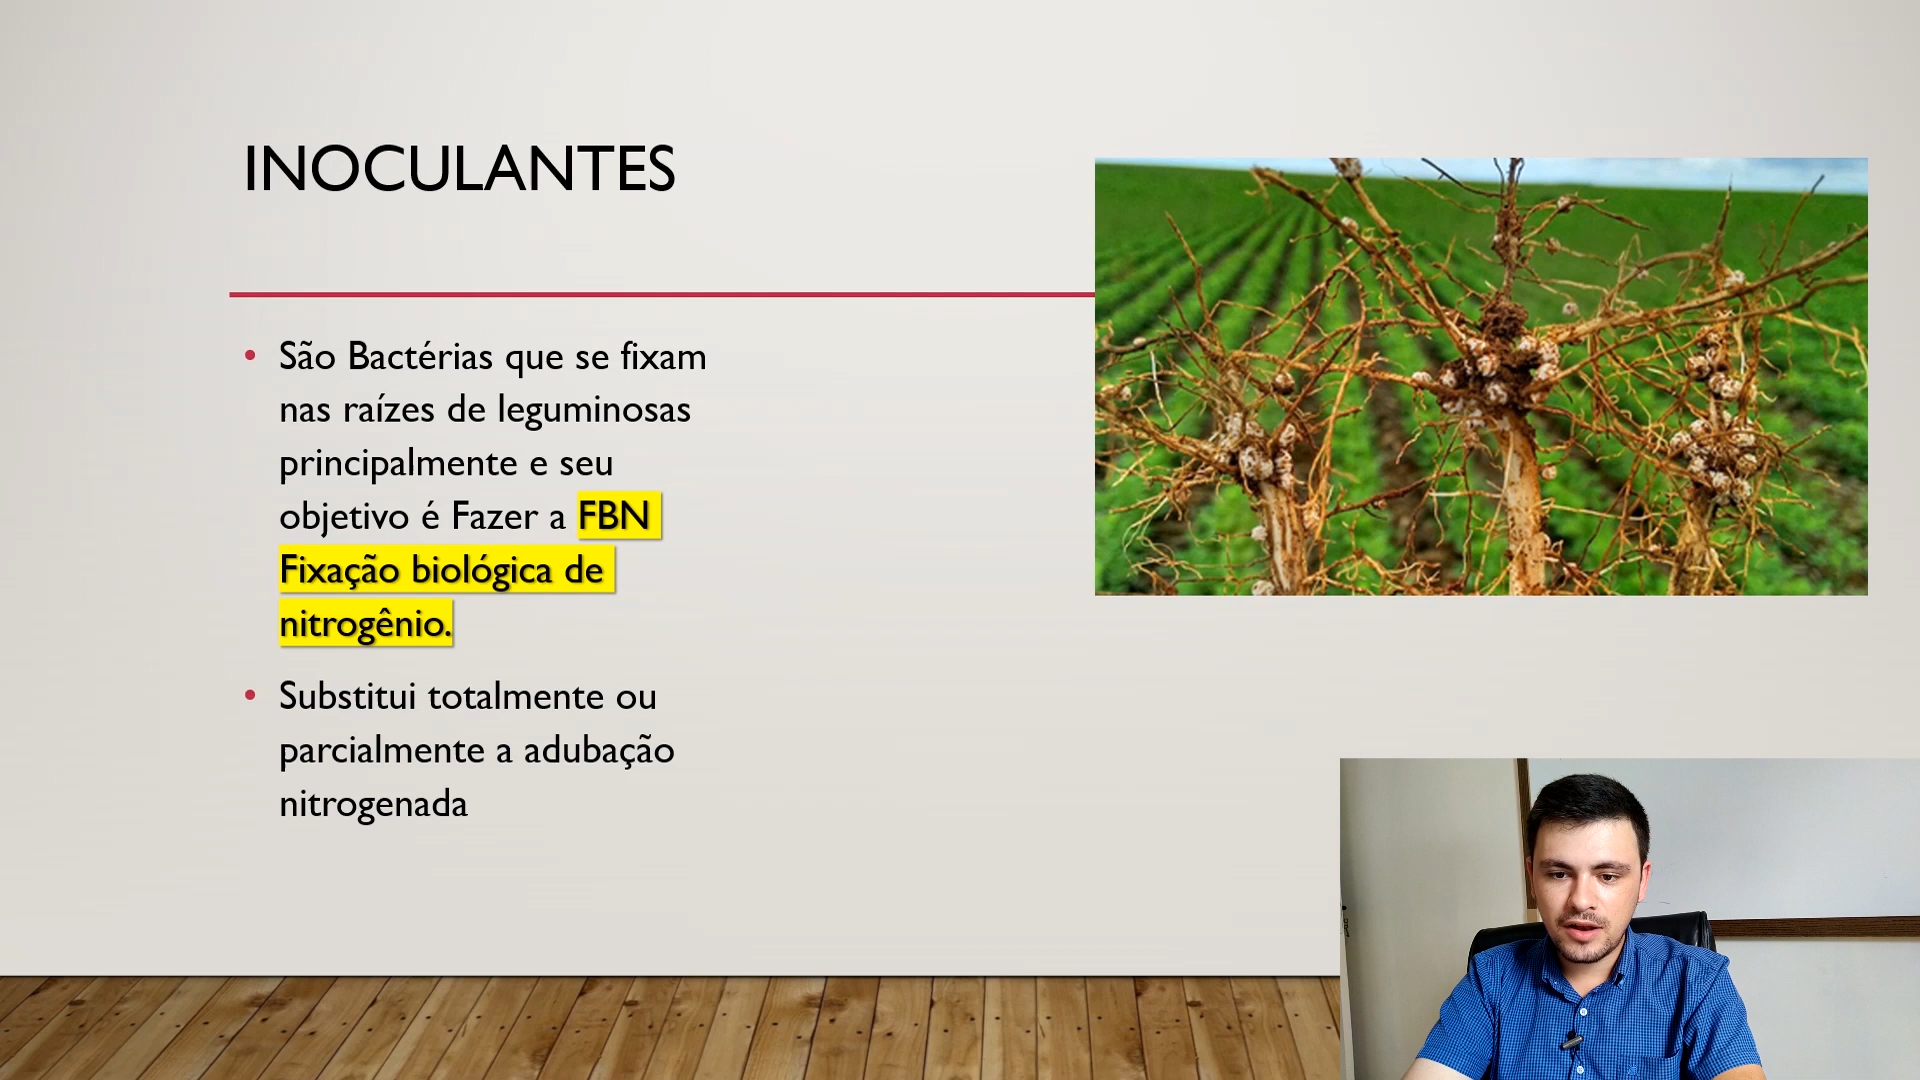 INOCULANTES
• São Bactérias que se fixam
nas raízes de leguminosas
principalmente e seu
objetivo é Fazer a FBN
Fixação biológica de
nitrogênio.
• Substitui totalmente ou
parcialmente a adubação
nitrogenada